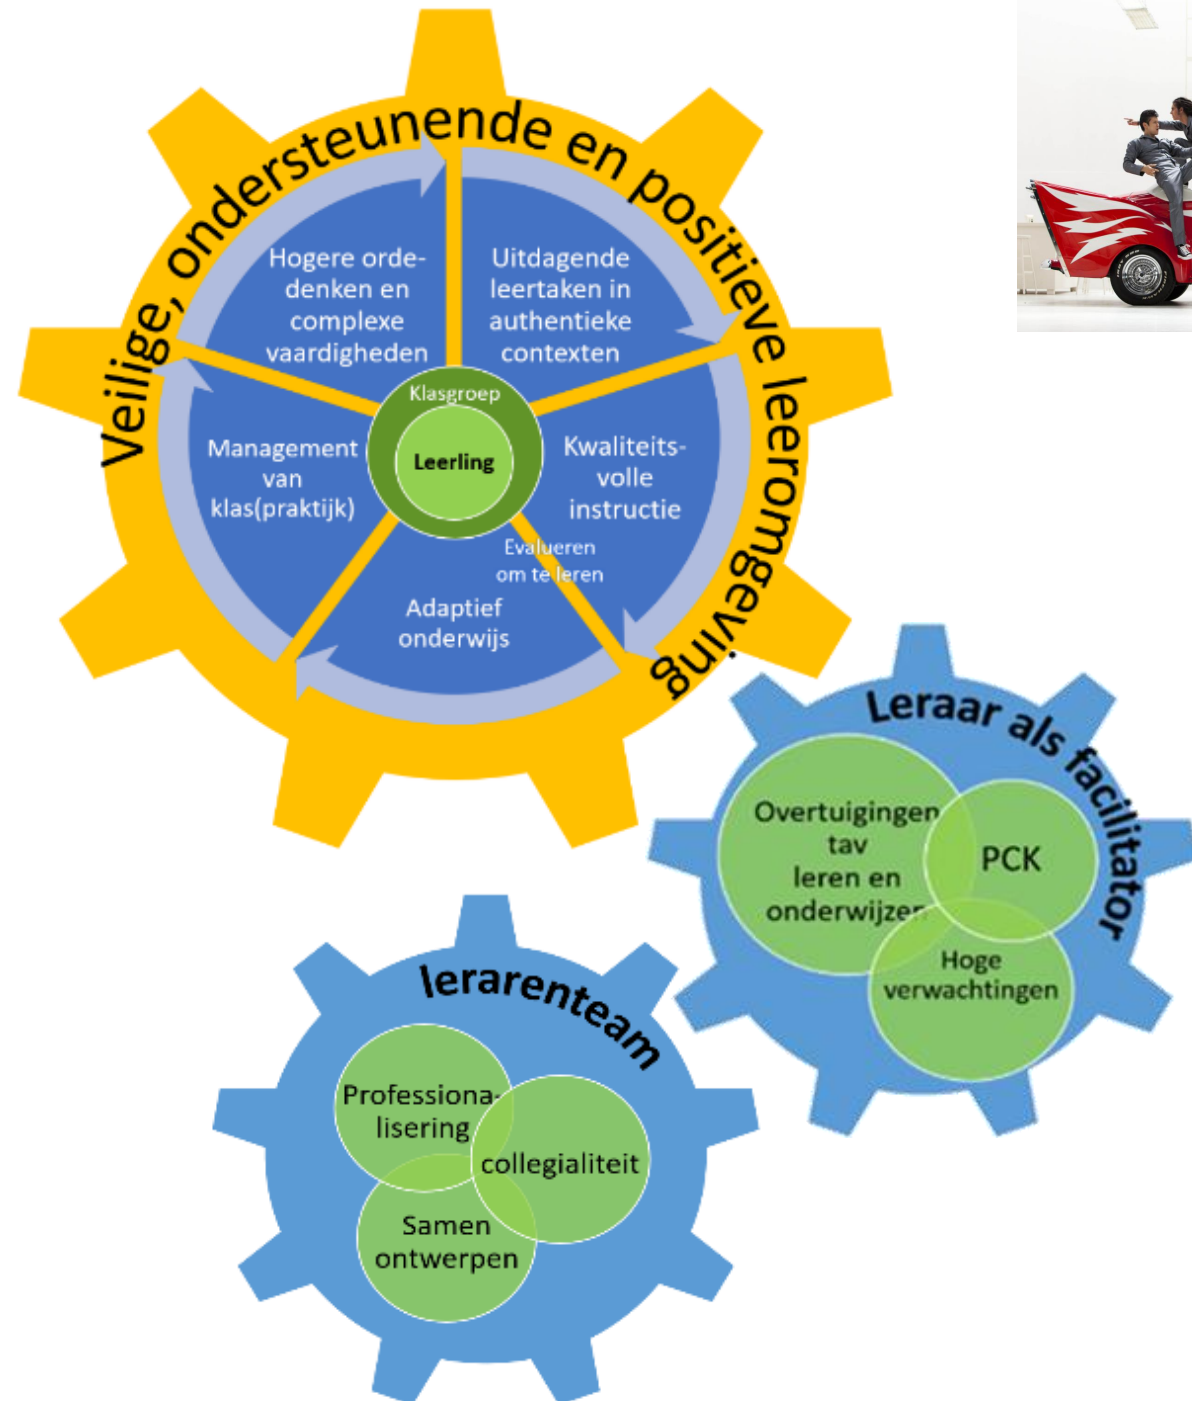 Veilige, ondersteunende en positieve leeromgeving
Hogere orde-
denken en
complexe
vaardigheden
Uitdagende
leertaken in
authentieke
contexten
Klasgroep
Leerling
Management
van
klas(praktijk)
Kwaliteits-
volle
instructie
Evalueren
om te leren
Adaptief
onderwijs
Leraar als facilitator
Overtuigingen
tav
leren en
onderwijzen
PCK
Hoge
verwachtingen
lerarenteam
Professiona-
lisering
collegialiteit
Samen
ontwerpen